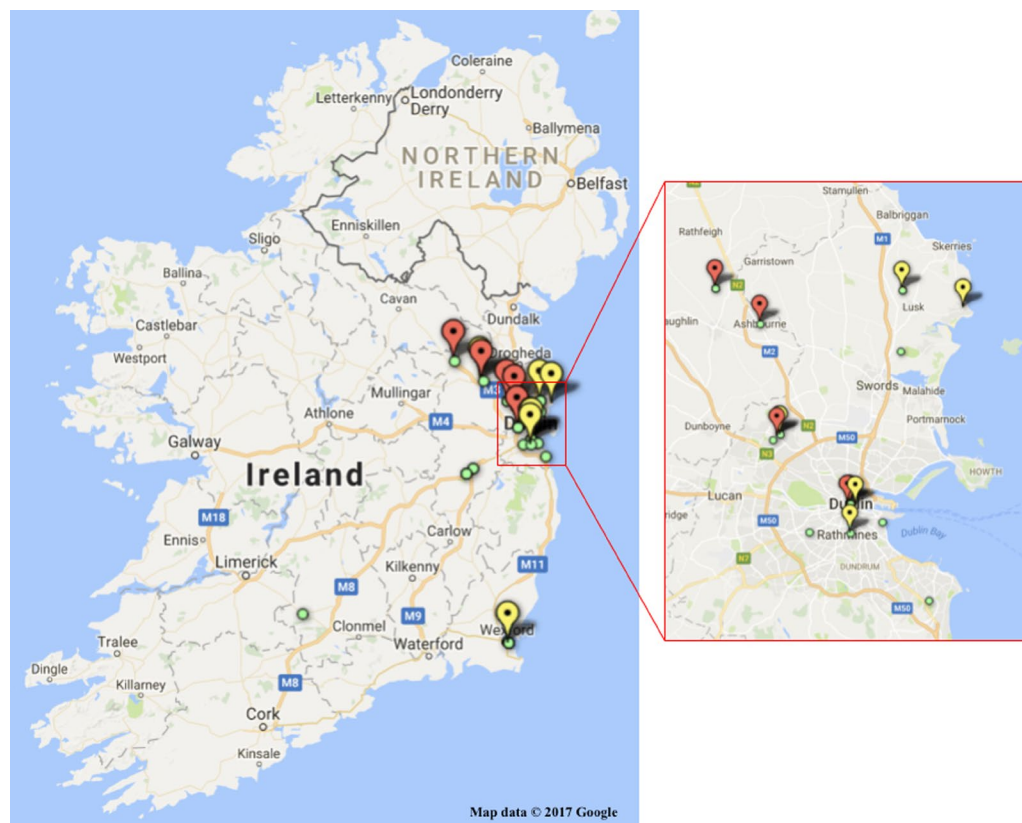 Coleraine
Letterkenny
Londonderry
Derry
Ballymena
NORTHERN
IRELAND
Belfast
Enniskillen
Sligo
Ballina
Cavan
Dundalk
Castlebar
Westport
Drogheda
M3
Mullingar
Athlone
M4
Galway
Ireland
M18
Ennis
Carlow
Limerick
M11
Kilkenny
M8
M9
Clonmel
Wexford
Waterford
Tralee
Dingle
Killarney
M8
Cork
Kinsale
Map data © 2017 Google
Stamullen
Balbriggan
Rathfeigh
M1
Skerries
Garristown
N2
Lusk
Ashbourne
M2
Swords
Malahide
Portmarnock
Dunboyne
N2
M50
N3
HOWTH
Lucan
Dublin
M50
Rathmines
Dublin Bay
N7
DUNDRUM
M50